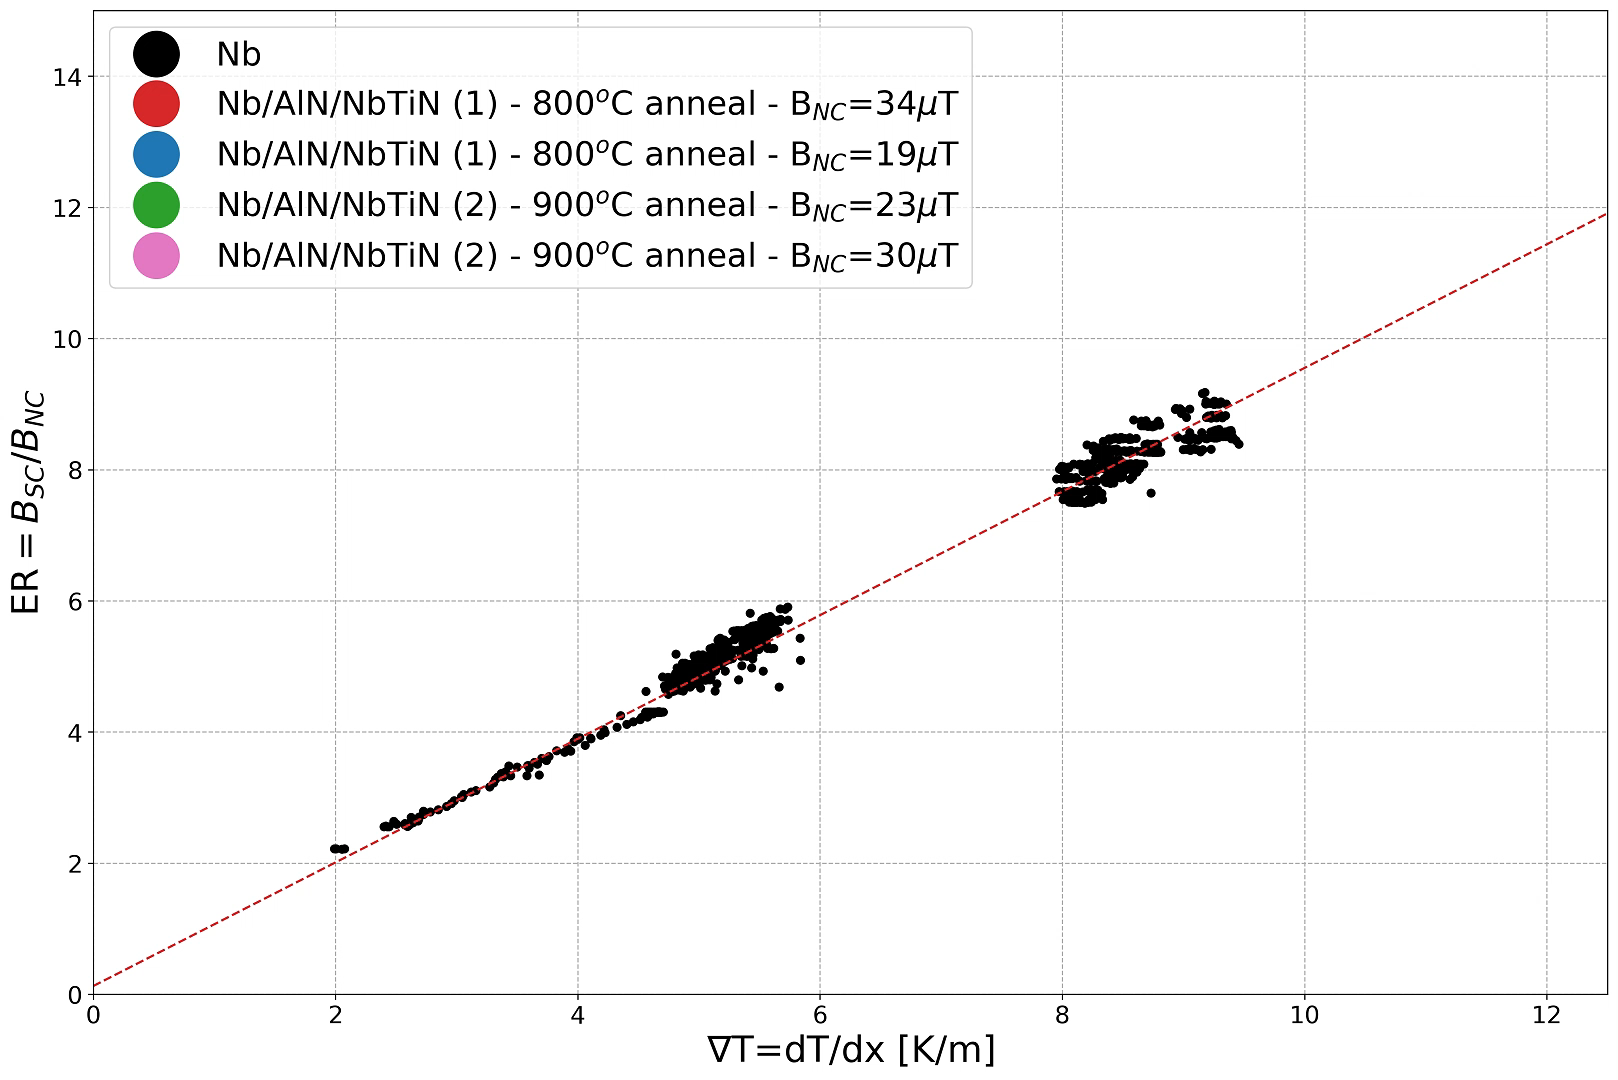 Nb
Nb/AlN/NbTiN (1) - 800°C anneal - B_NC=34μT
Nb/AlN/NbTiN (1) - 800°C anneal - B_NC=19μT
Nb/AlN/NbTiN (2) - 900°C anneal - B_NC=23μT
Nb/AlN/NbTiN (2) - 900°C anneal - B_NC=30μT
14
12
10
8
6
4
2
0
ER = B_SC/B_NC
0 2 4 6 8 10 12
∇T=dT/dx [K/m]